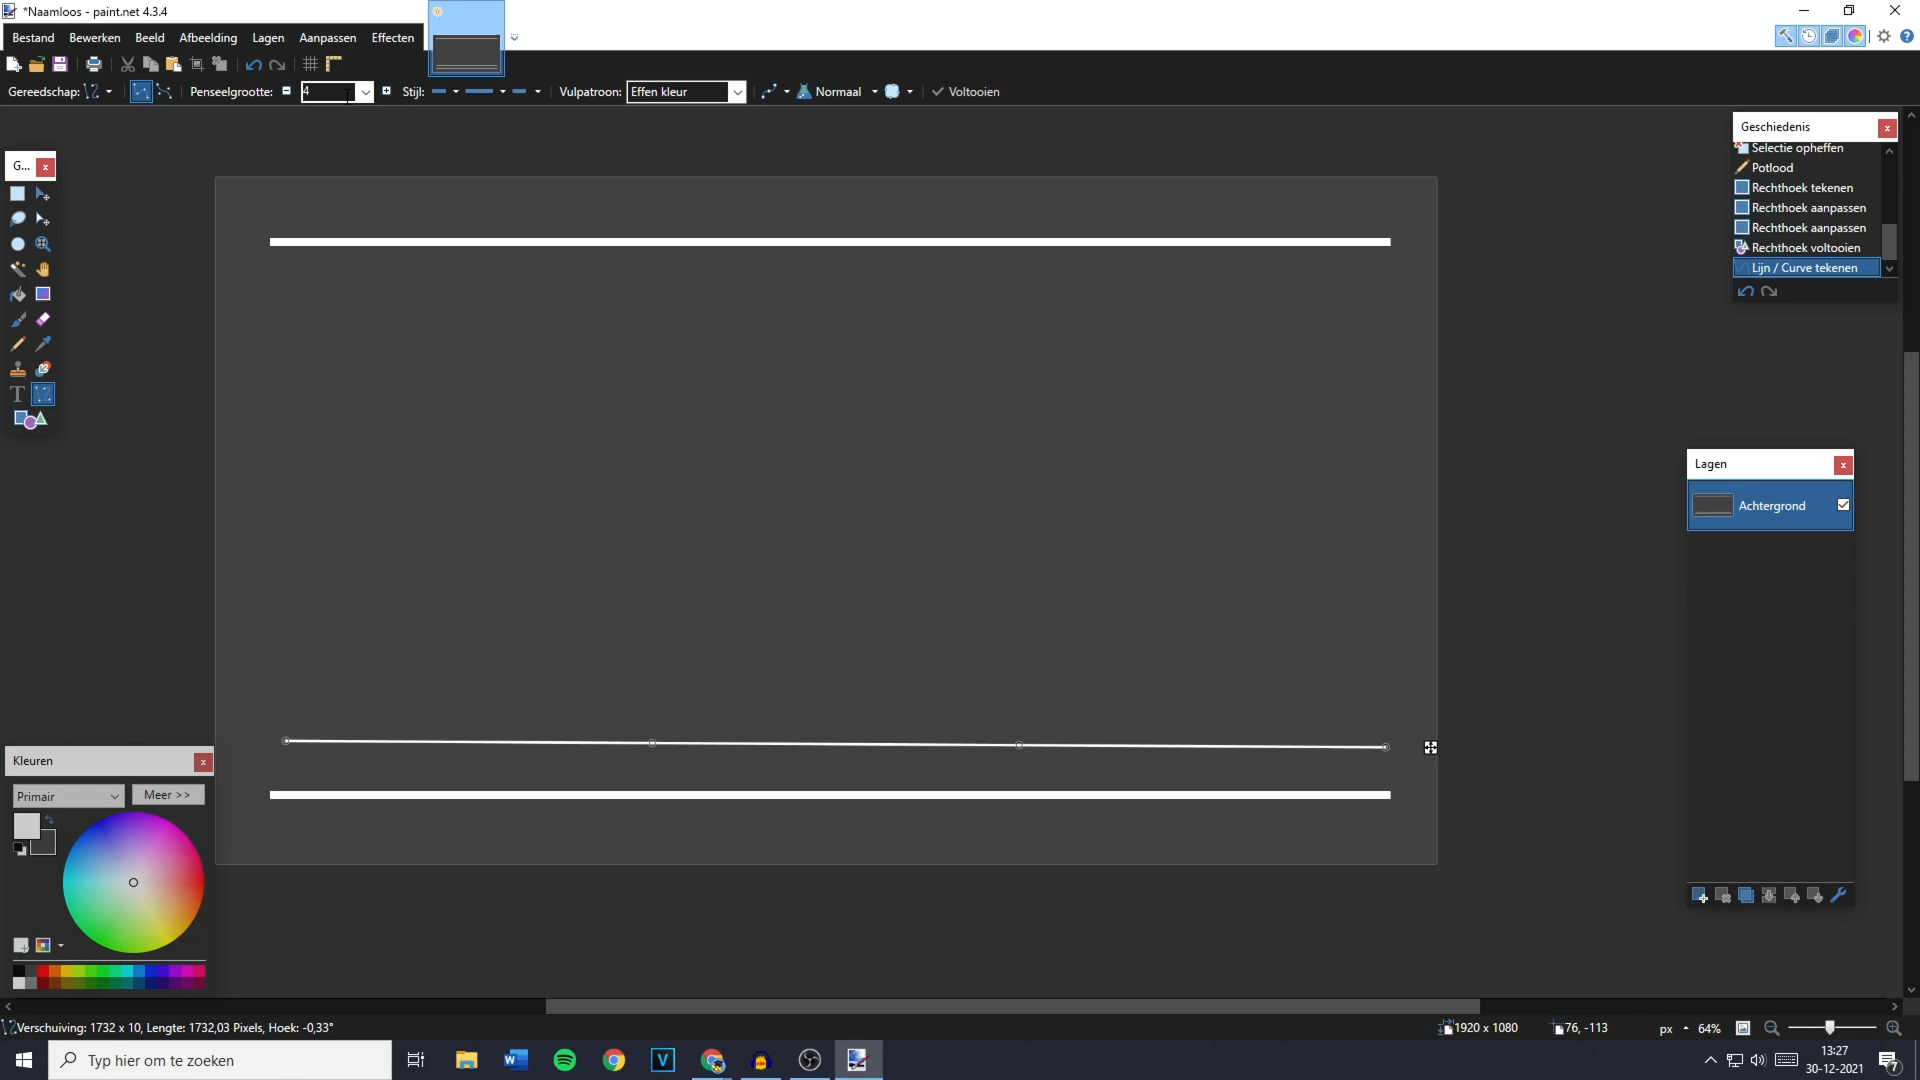 *Naamloos - paint.net 4.3.4
Bestand Bewerken Beeld Afbeelding Lagen Aanpassen Effecten
Gereedschap: Penseelgrootte: 4 Stijl: Vulpatroon: Effen kleur Normaal Voltooien
G...
Geschiedenis
Selectie opheffen
Potlood
Rechthoek tekenen
Rechthoek aanpassen
Rechthoek aanpassen
Rechthoek voltooien
Lijn / Curve tekenen
Lagen
Achtergrond
Kleuren
Primair
Meer >>
Verschuiving: 1732 x 10, Lengte: 1732,03 Pixels, Hoek: -0,33°
1920 x 1080
76, -113
px
64%
Typ hier om te zoeken
13:27
30-12-2021
7